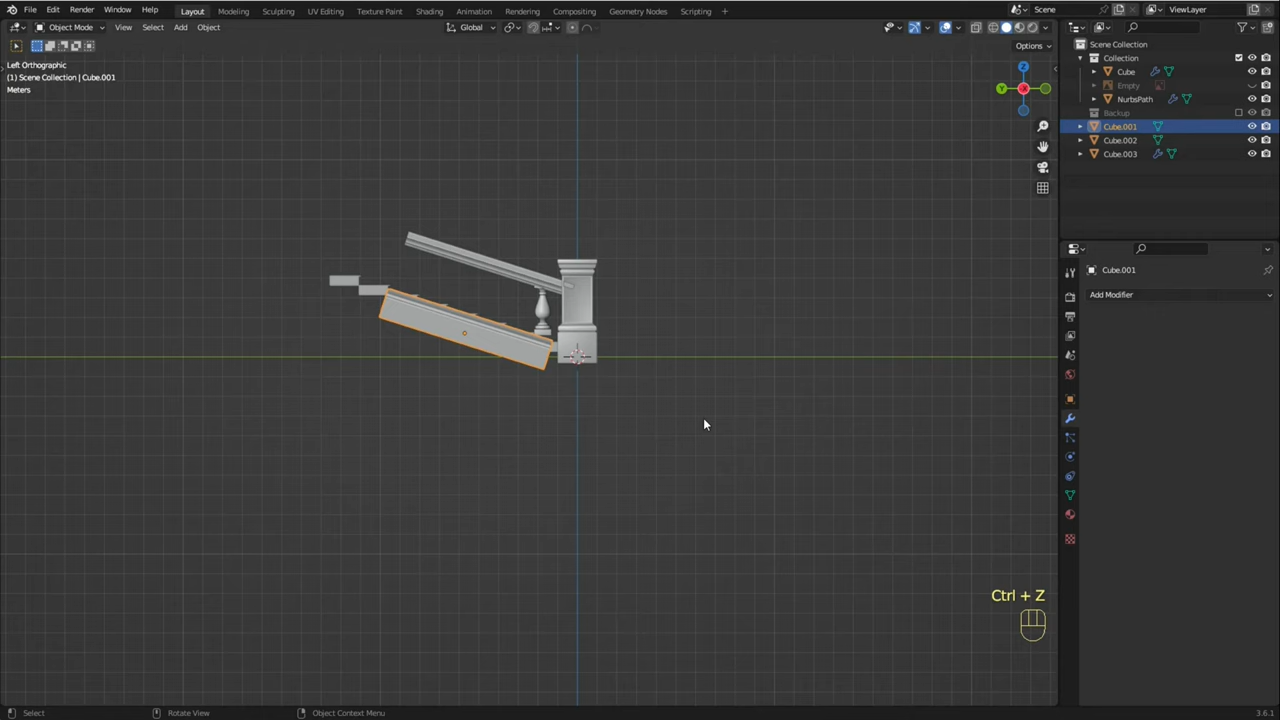 File Edit Render Window Help Layout Modeling Sculpting UV Editing Texture Paint Shading Animation Rendering Compositing Geometry Nodes Scripting + Scene ViewLayer
Object Mode View Select Add Object Global
Options
Left Orthographic
(1) Scene Collection | Cube.001
Meters
Z
Y
X
Scene Collection
Collection
Cube
Empty
NurbsPath
Backup
Cube.001
Cube.002
Cube.003
Cube.001
Add Modifier
Ctrl + Z
Select Rotate View Object Context Menu 3.6.1